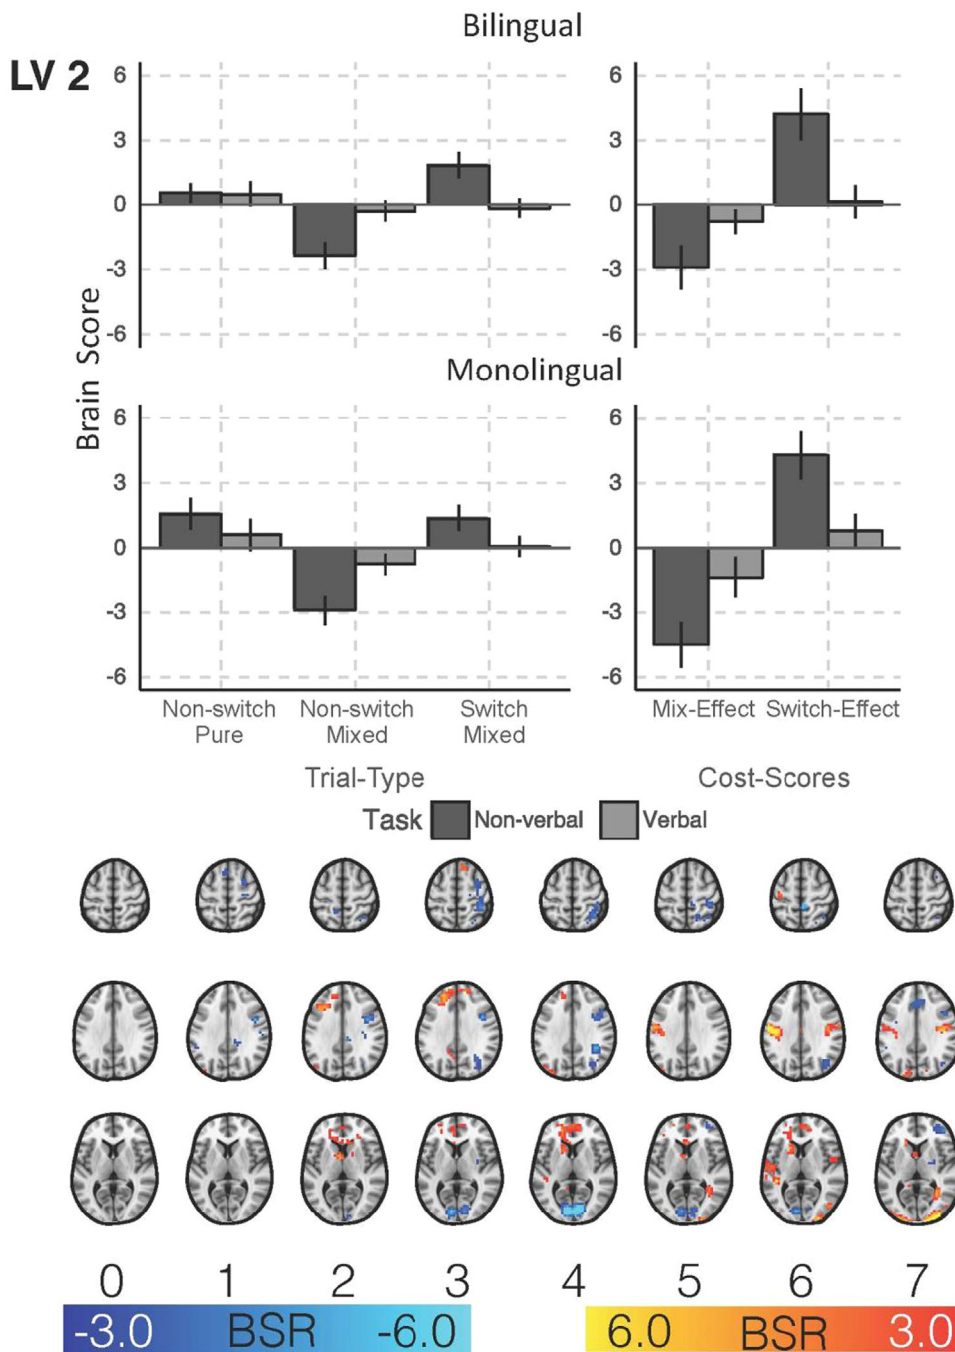 Bilingual
LV 2
6
3
0
-3
-6
6
3
0
-3
-6
Brain Score
Monolingual
6
3
0
-3
-6
6
3
0
-3
-6
Non-switch Pure
Non-switch Mixed
Switch Mixed
Mix-Effect Switch-Effect
Trial-Type Cost-Scores
Task Non-verbal Verbal
0 1 2 3 4 5 6 7
-3.0 BSR -6.0 6.0 BSR 3.0